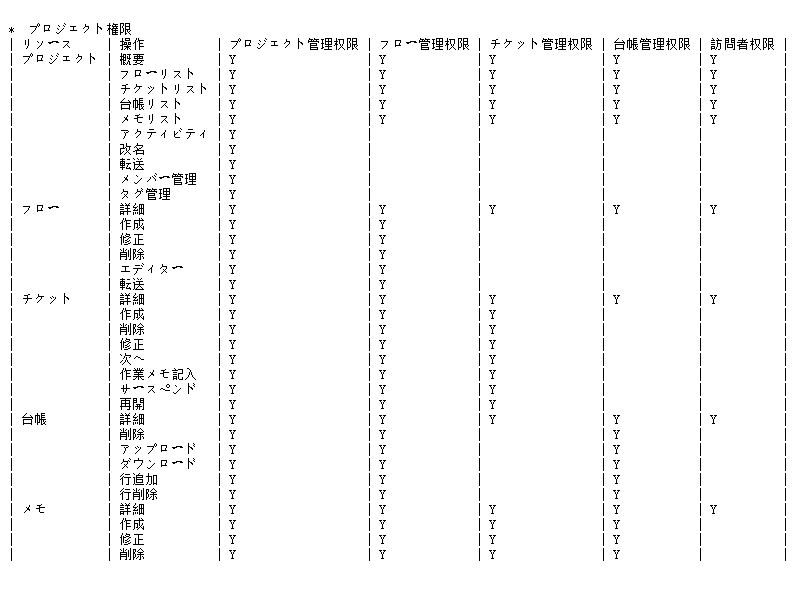 * プロジェクト権限
| リソース | 操作 | プロジェクト管理权限 | フロー管理权限 | チケット管理权限 | 台帳管理权限 | 訪問者权限 |
| プロジェクト | 概要 | Y | Y | Y | Y | Y |
| | フローリスト | Y | Y | Y | Y | Y |
| | チケットリスト | Y | Y | Y | Y | Y |
| | 台帳リスト | Y | Y | Y | Y | Y |
| | メモリスト | Y | Y | Y | Y | Y |
| | アクティビティ | Y | | | | |
| | 改名 | Y | | | | |
| | 転送 | Y | | | | |
| | メンバー管理 | Y | | | | |
| | タグ管理 | Y | | | | |
| フロー | 詳細 | Y | Y | Y | Y | Y |
| | 作成 | Y | Y | | | |
| | 修正 | Y | Y | | | |
| | 削除 | Y | Y | | | |
| | エディター | Y | Y | | | |
| | 転送 | Y | Y | | | |
| チケット | 詳細 | Y | Y | Y | Y | Y |
| | 作成 | Y | Y | Y | | |
| | 削除 | Y | Y | Y | | |
| | 修正 | Y | Y | Y | | |
| | 次へ | Y | Y | Y | | |
| | 作業メモ記入 | Y | Y | Y | | |
| | サースペンド | Y | Y | Y | | |
| | 再開 | Y | Y | Y | | |
| 台帳 | 詳細 | Y | Y | Y | Y | Y |
| | 削除 | Y | Y | | Y | |
| | アップロード | Y | Y | | Y | |
| | ダウンロード | Y | Y | | Y | |
| | 行追加 | Y | Y | | Y | |
| | 行削除 | Y | Y | | Y | |
| メモ | 詳細 | Y | Y | Y | Y | Y |
| | 作成 | Y | Y | Y | Y | |
| | 修正 | Y | Y | Y | Y | |
| | 削除 | Y | Y | Y | Y | |